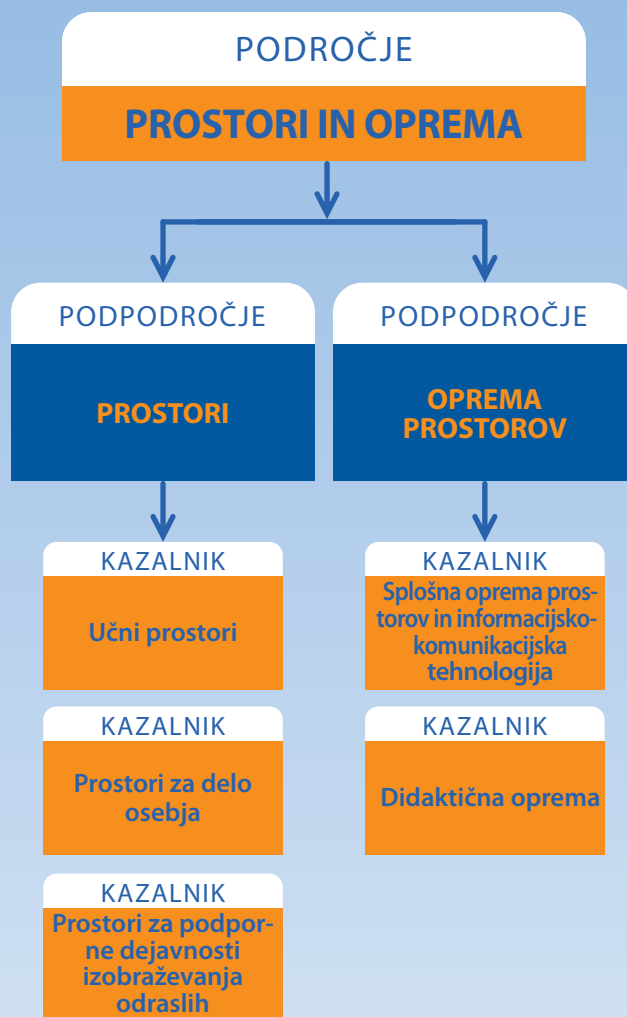 PODROČJE
PROSTORI IN OPREMA
PODPODROČJE
PROSTORI
KAZALNIK
Učni prostori
KAZALNIK
Prostori za delo
osebja
KAZALNIK
Prostori za podpor-
ne dejavnosti
izobraževanja
odraslih
PODPODROČJE
OPREMA
PROSTOROV
KAZALNIK
Splošna oprema pros-
torov in informacijsko-
komunikacijska
tehnologija
KAZALNIK
Didaktična oprema